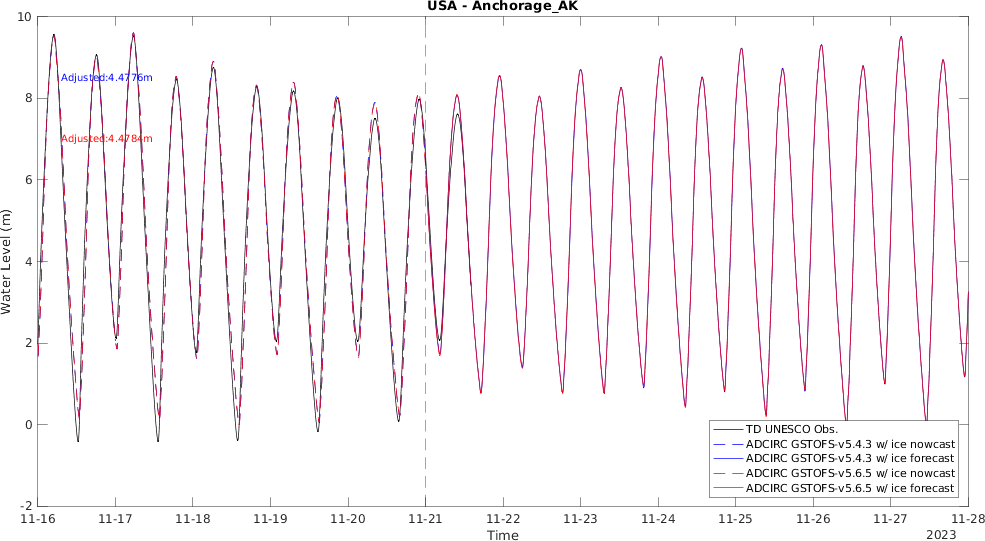 USA - Anchorage_AK
10
8
6
4
2
0
-2
Water Level (m)
Adjusted:4.4776m
Adjusted:4.4784m
TD UNESCO Obs.
ADCIRC GSTOFS-v5.4.3 w/ ice nowcast
ADCIRC GSTOFS-v5.4.3 w/ ice forecast
ADCIRC GSTOFS-v5.6.5 w/ ice nowcast
ADCIRC GSTOFS-v5.6.5 w/ ice forecast
11-16 11-17 11-18 11-19 11-20 11-21 11-22 11-23 11-24 11-25 11-26 11-27 11-28
Time
2023